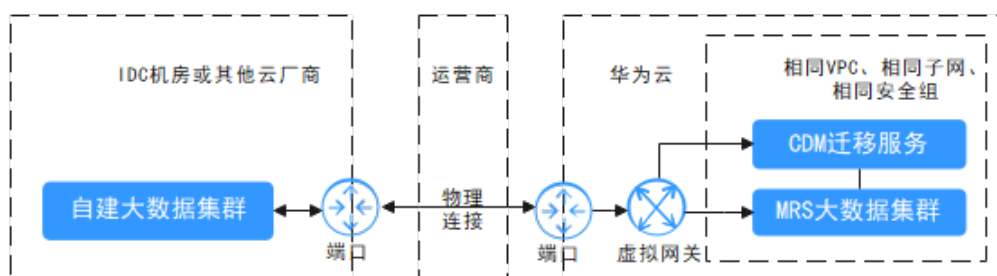 IDC机房或其他云厂商
运营商
华为云
相同VPC、相同子网、
相同安全组
CDM迁移服务
自建大数据集群
物理
连接
MRS大数据集群
端口
端口
虚拟网关